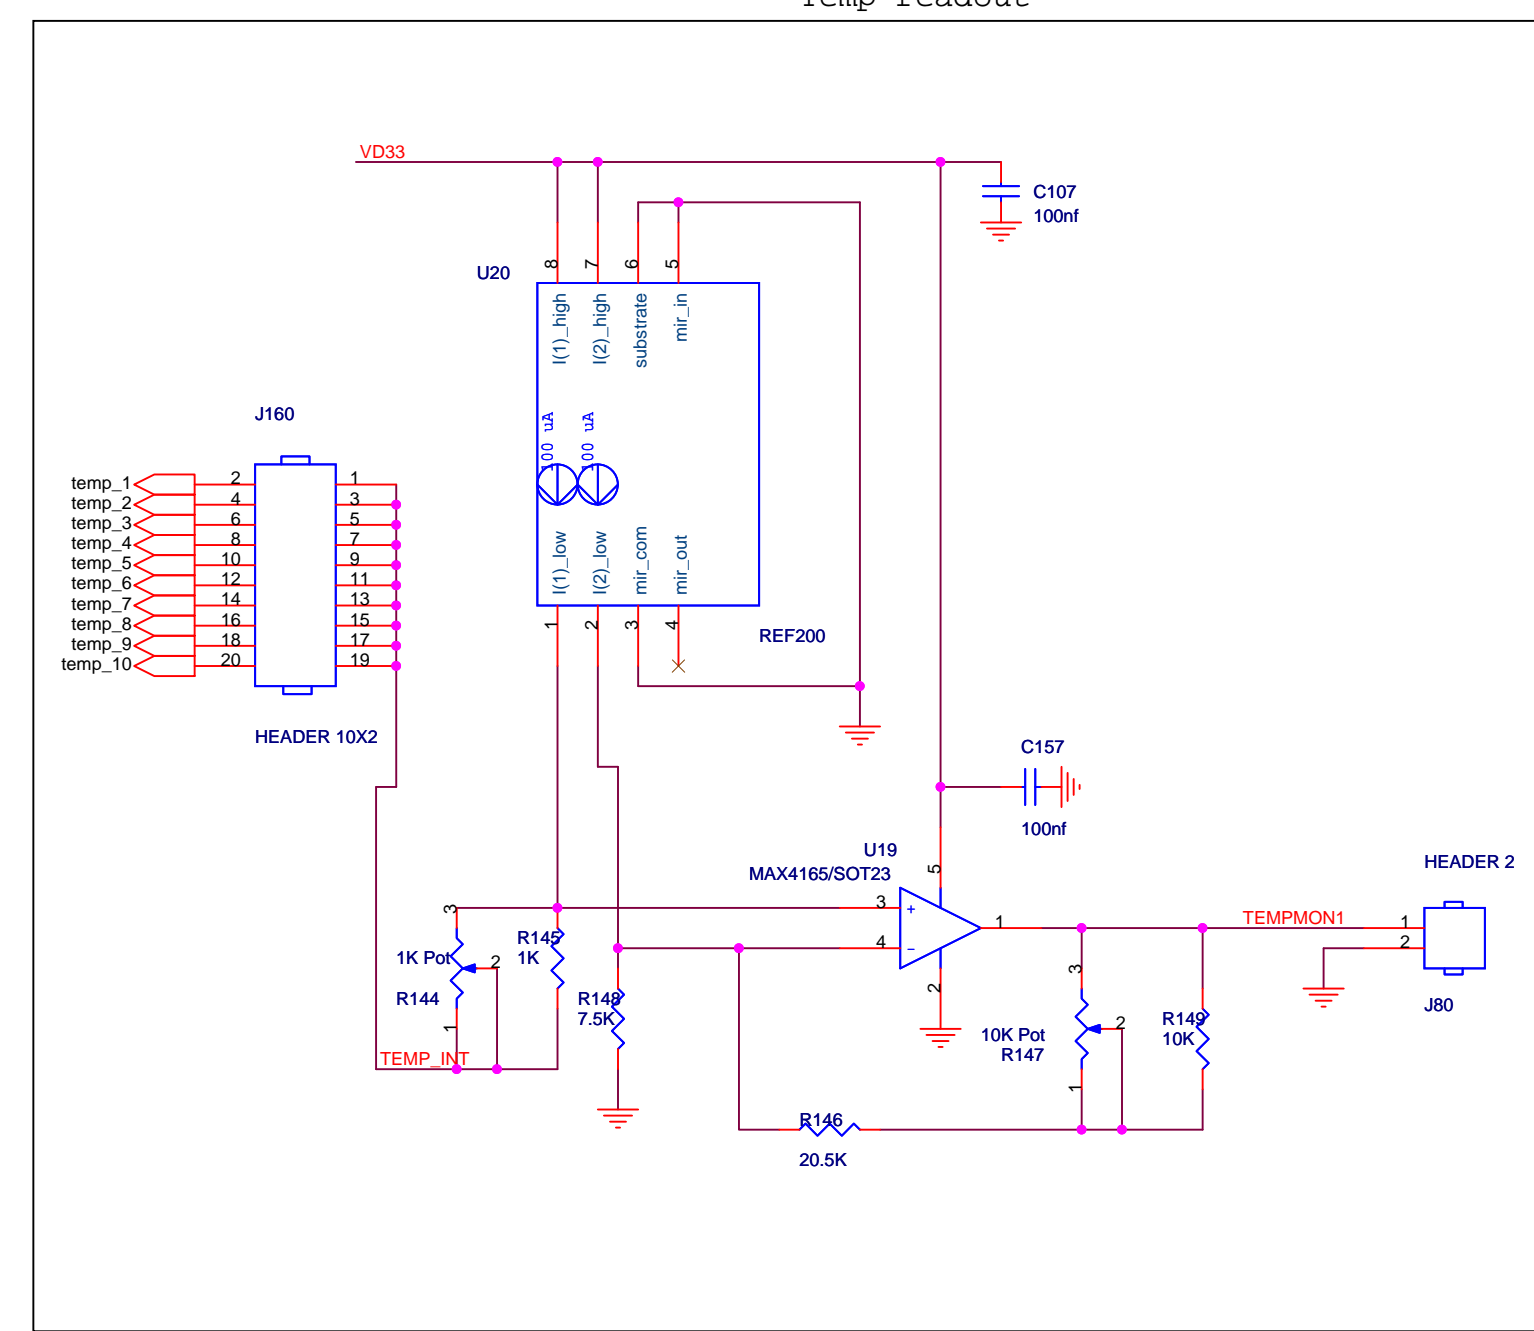 Temp readout
VD33
C107
100nf
U20
8
7
6
5
I(1)_high
I(2)_high
substrate
mir_in
100 uA
100 uA
I(1)_low
I(2)_low
mir_com
mir_out
1
2
3
4
REF200
J160
temp_1
2
1
temp_2
4
3
temp_3
6
5
temp_4
8
7
temp_5
10
9
temp_6
12
11
temp_7
14
13
temp_8
16
15
temp_9
18
17
temp_10
20
19
HEADER 10X2
C157
100nf
U19
MAX4165/SOT23
5
3
+
4
-
1
2
HEADER 2
TEMPMON1
1
2
J80
3
1K Pot
2
R144
1
TEMP_INT
R145
1K
R148
7.5K
3
2
10K Pot
R147
1
R149
10K
R146
20.5K